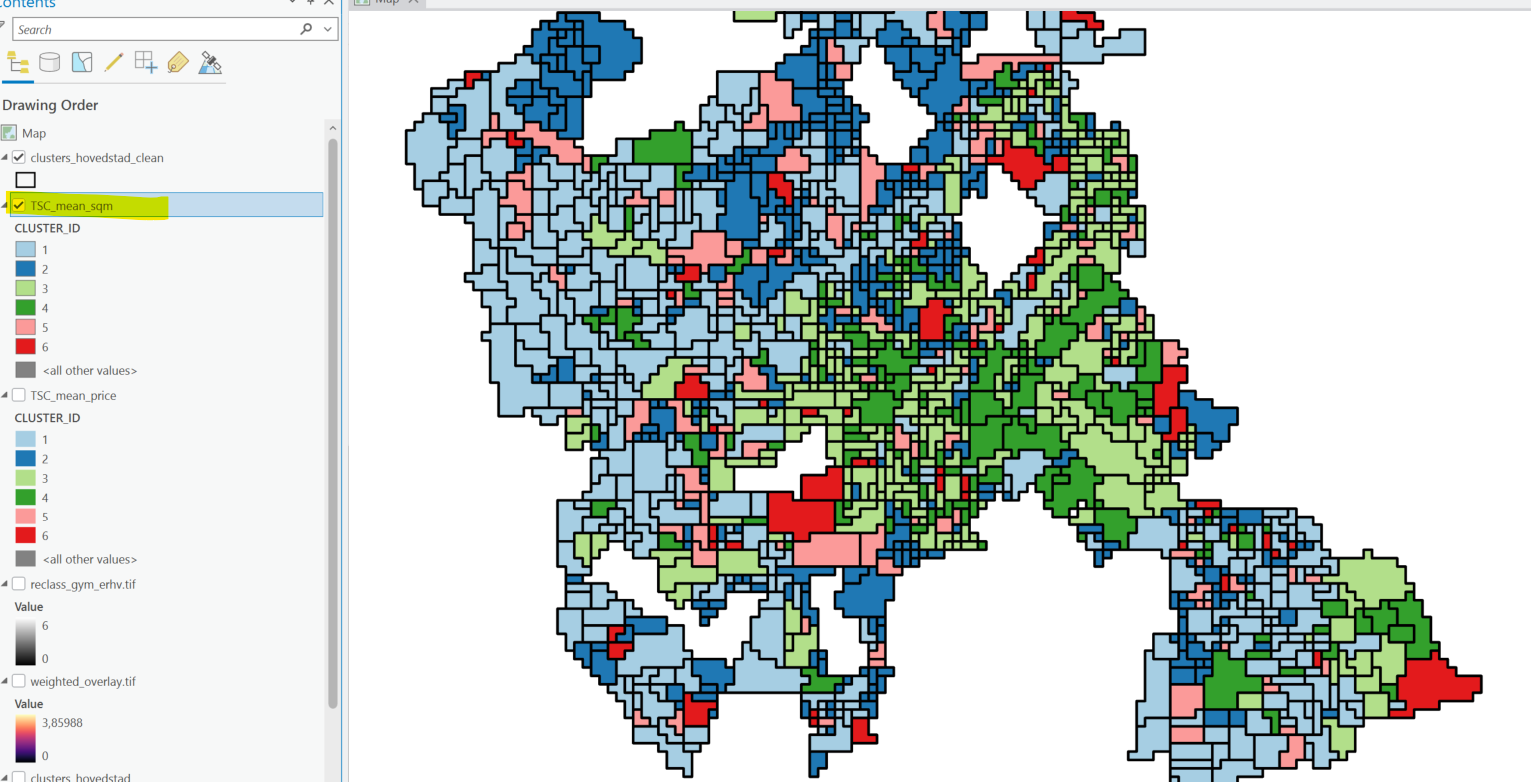 Contents
Map
Search
Drawing Order
Map
clusters_hovedstad_clean
TSC_mean_sqm
CLUSTER_ID
1
2
3
4
5
6
<all other values>
TSC_mean_price
CLUSTER_ID
1
2
3
4
5
6
<all other values>
reclass_gym_erhv.tif
Value
6
0
weighted_overlay.tif
Value
3,85988
0
clusters_hovedstad